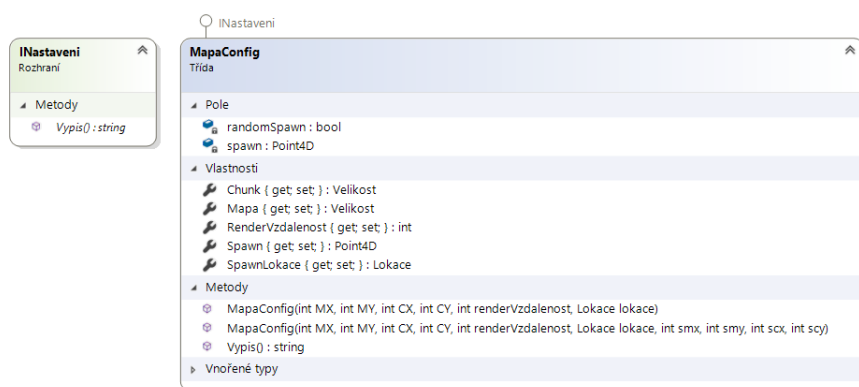 INastaveni
INastaveni
Rozhraní
Metody
Vypis() : string
MapaConfig
Třída
Pole
randomSpawn : bool
spawn : Point4D
Vlastnosti
Chunk { get; set; } : Velikost
Mapa { get; set; } : Velikost
RenderVzdalenost { get; set; } : int
Spawn { get; set; } : Point4D
SpawnLokace { get; set; } : Lokace
Metody
MapaConfig(int MX, int MY, int CX, int CY, int renderVzdalenost, Lokace lokace)
MapaConfig(int MX, int MY, int CX, int CY, int renderVzdalenost, Lokace lokace, int smx, int smy, int scx, int scy)
Vypis() : string
Vnořené typy